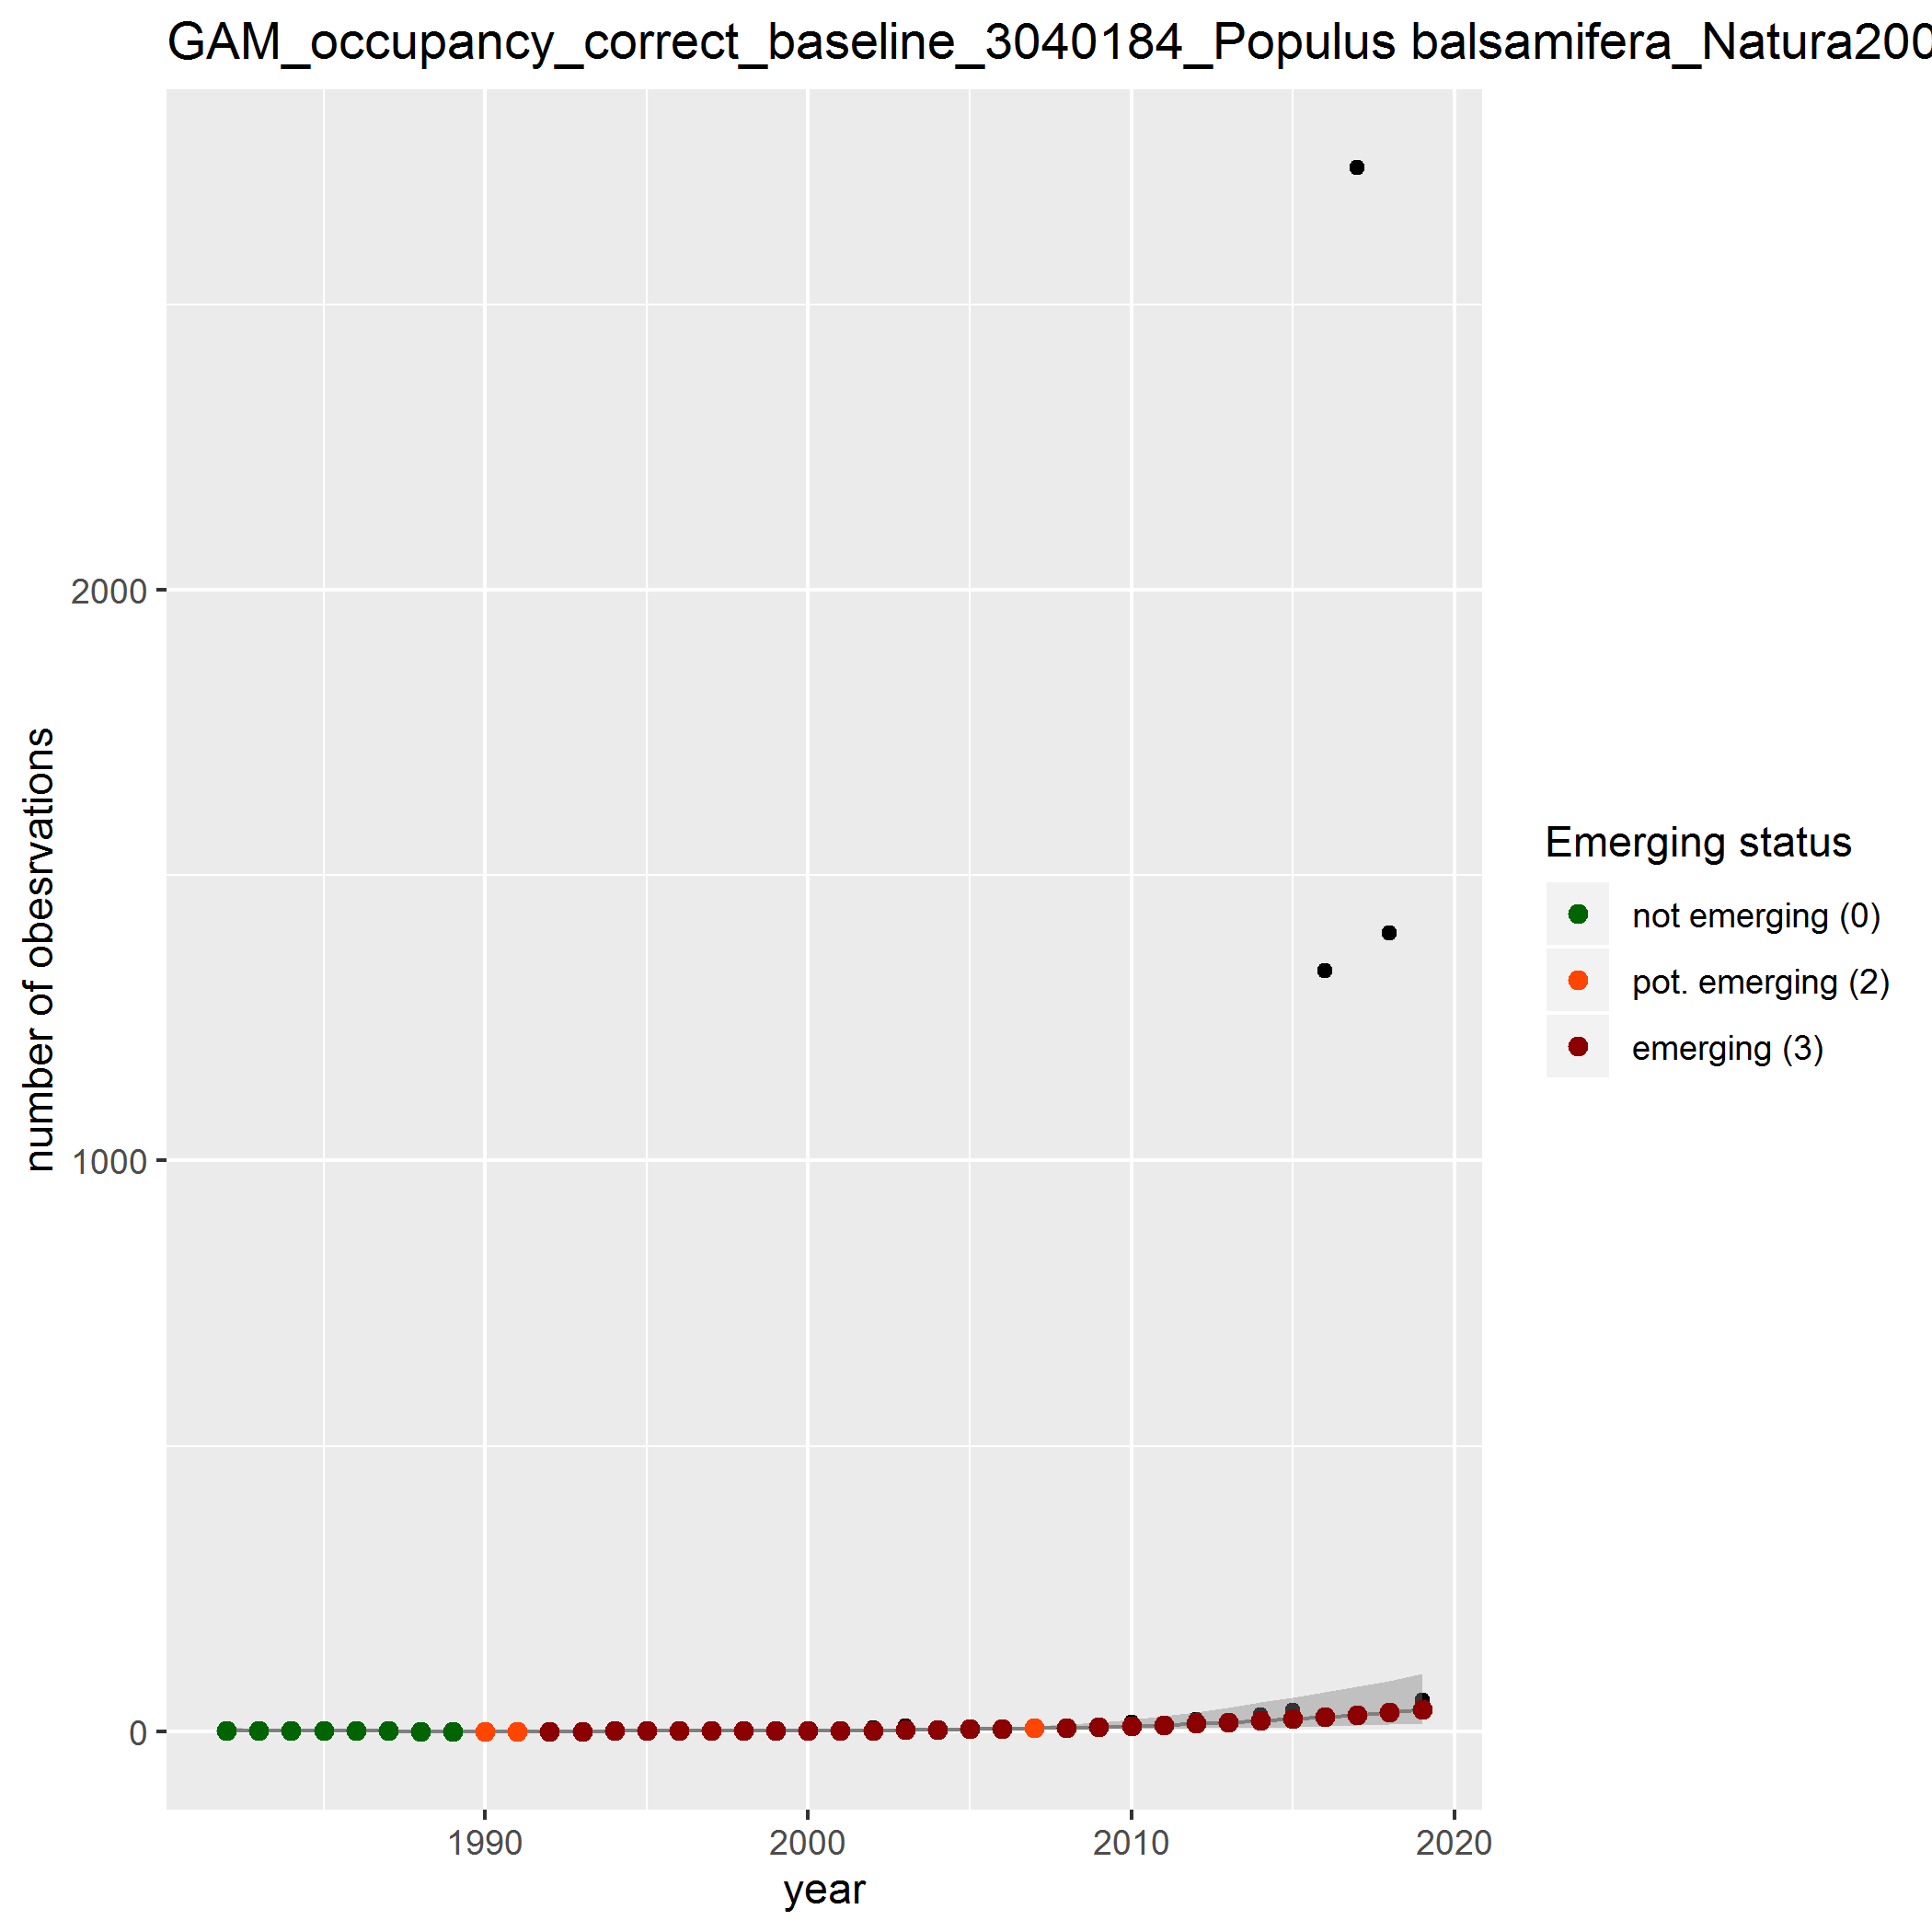 GAM_occupancy_correct_baseline_3040184_Populus balsamifera_Natura200
number of obesrvations
2000
1000
0
1990 2000 2010 2020
year
Emerging status
not emerging (0)
pot. emerging (2)
emerging (3)